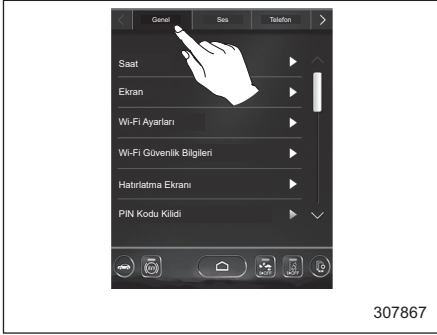 Genel Ses Telefon
Saat
Ekran
Wi-Fi Ayarları
Wi-Fi Güvenlik Bilgileri
Hatırlatma Ekranı
PIN Kodu Kilidi
307867